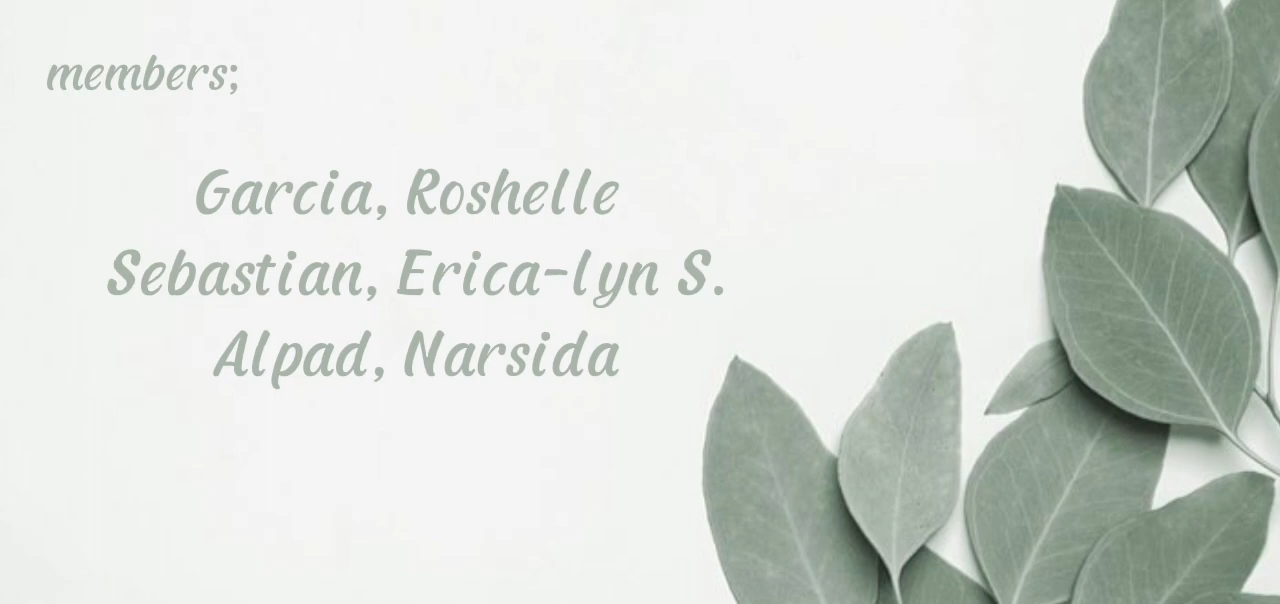 members;
Garcia, Roshelle
Sebastian, Erica-lyn S.
Alpad, Narsida